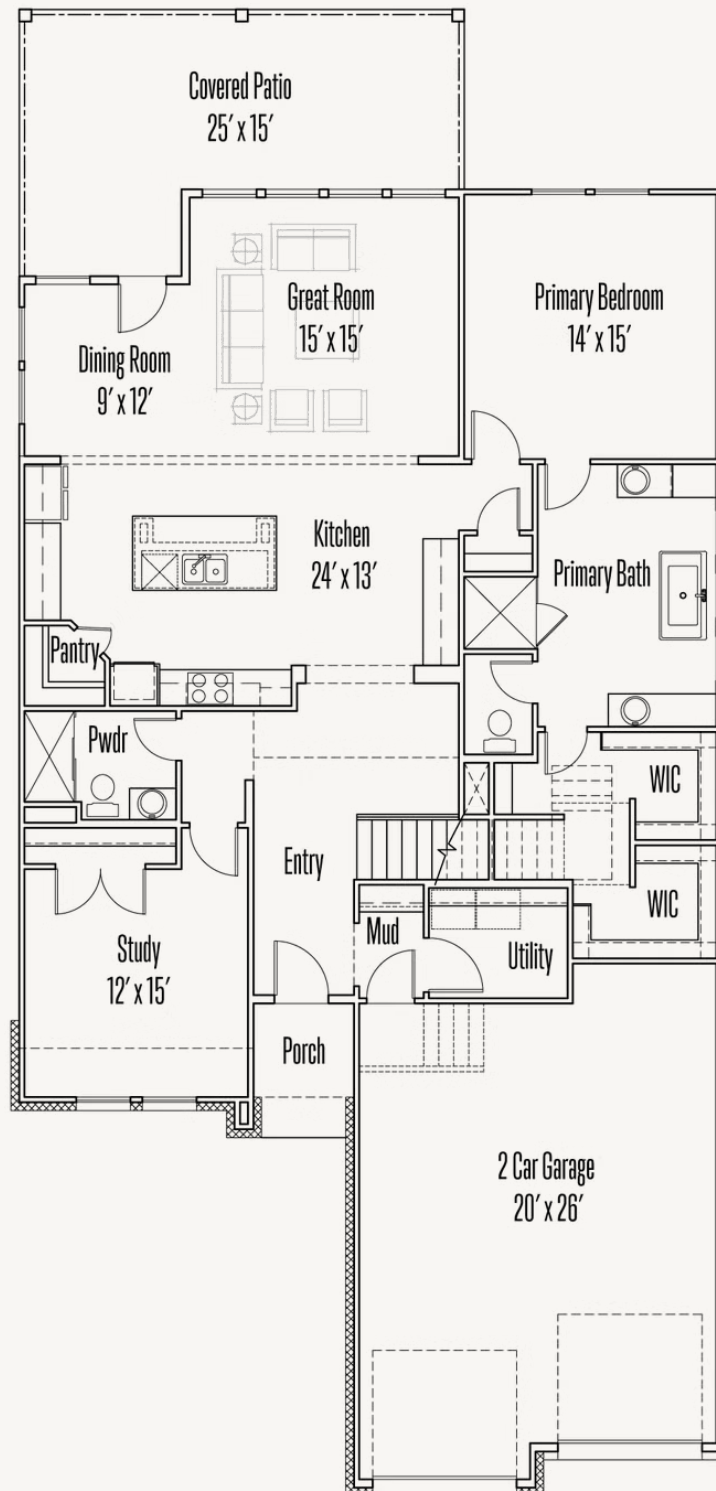 Covered Patio
25' x 15'
Great Room
15' x 15'
Primary Bedroom
14' x 15'
Dining Room
9' x 12'
Kitchen
24' x 13'
Primary Bath
Pantry
Pwdr
WIC
Entry
WIC
Mud
Utility
Study
12' x 15'
Porch
2 Car Garage
20' x 26'